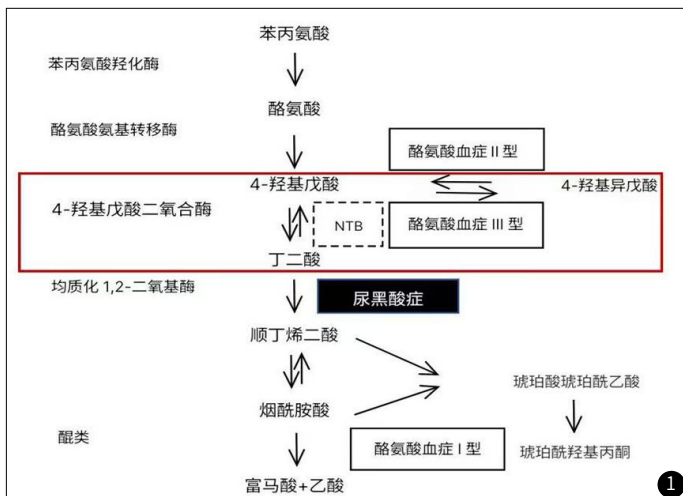 苯丙氨酸
苯丙氨酸羟化酶
酪氨酸
酪氨酸氨基转移酶
酪氨酸血症 II 型
4-羟基戊酸
4-羟基异戊酸
4-羟基戊酸二氧合酶
NTB
酪氨酸血症 III 型
丁二酸
均质化 1,2-二氧基酶
尿黑酸症
顺丁烯二酸
琥珀酸琥珀酰乙酸
烟酰胺酸
醌类
酪氨酸血症 I 型
琥珀酰羟基丙酮
富马酸+乙酸
1